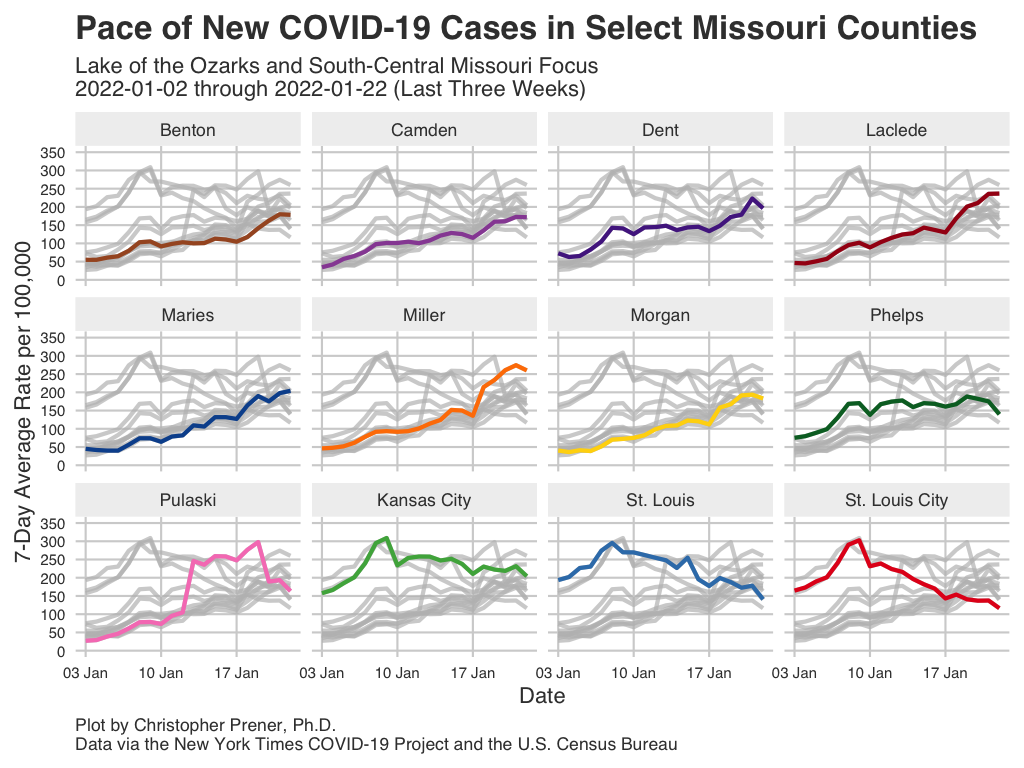 Pace of New COVID-19 Cases in Select Missouri Counties
Lake of the Ozarks and South-Central Missouri Focus
2022-01-02 through 2022-01-22 (Last Three Weeks)
7-Day Average Rate per 100,000
Benton Camden Dent Laclede
350
300
250
200
150
100
50
0
Maries Miller Morgan Phelps
350
300
250
200
150
100
50
0
Pulaski Kansas City St. Louis St. Louis City
350
300
250
200
150
100
50
0
03 Jan 10 Jan 17 Jan 03 Jan 10 Jan 17 Jan 03 Jan 10 Jan 17 Jan 03 Jan 10 Jan 17 Jan
Date
Plot by Christopher Prener, Ph.D.
Data via the New York Times COVID-19 Project and the U.S. Census Bureau